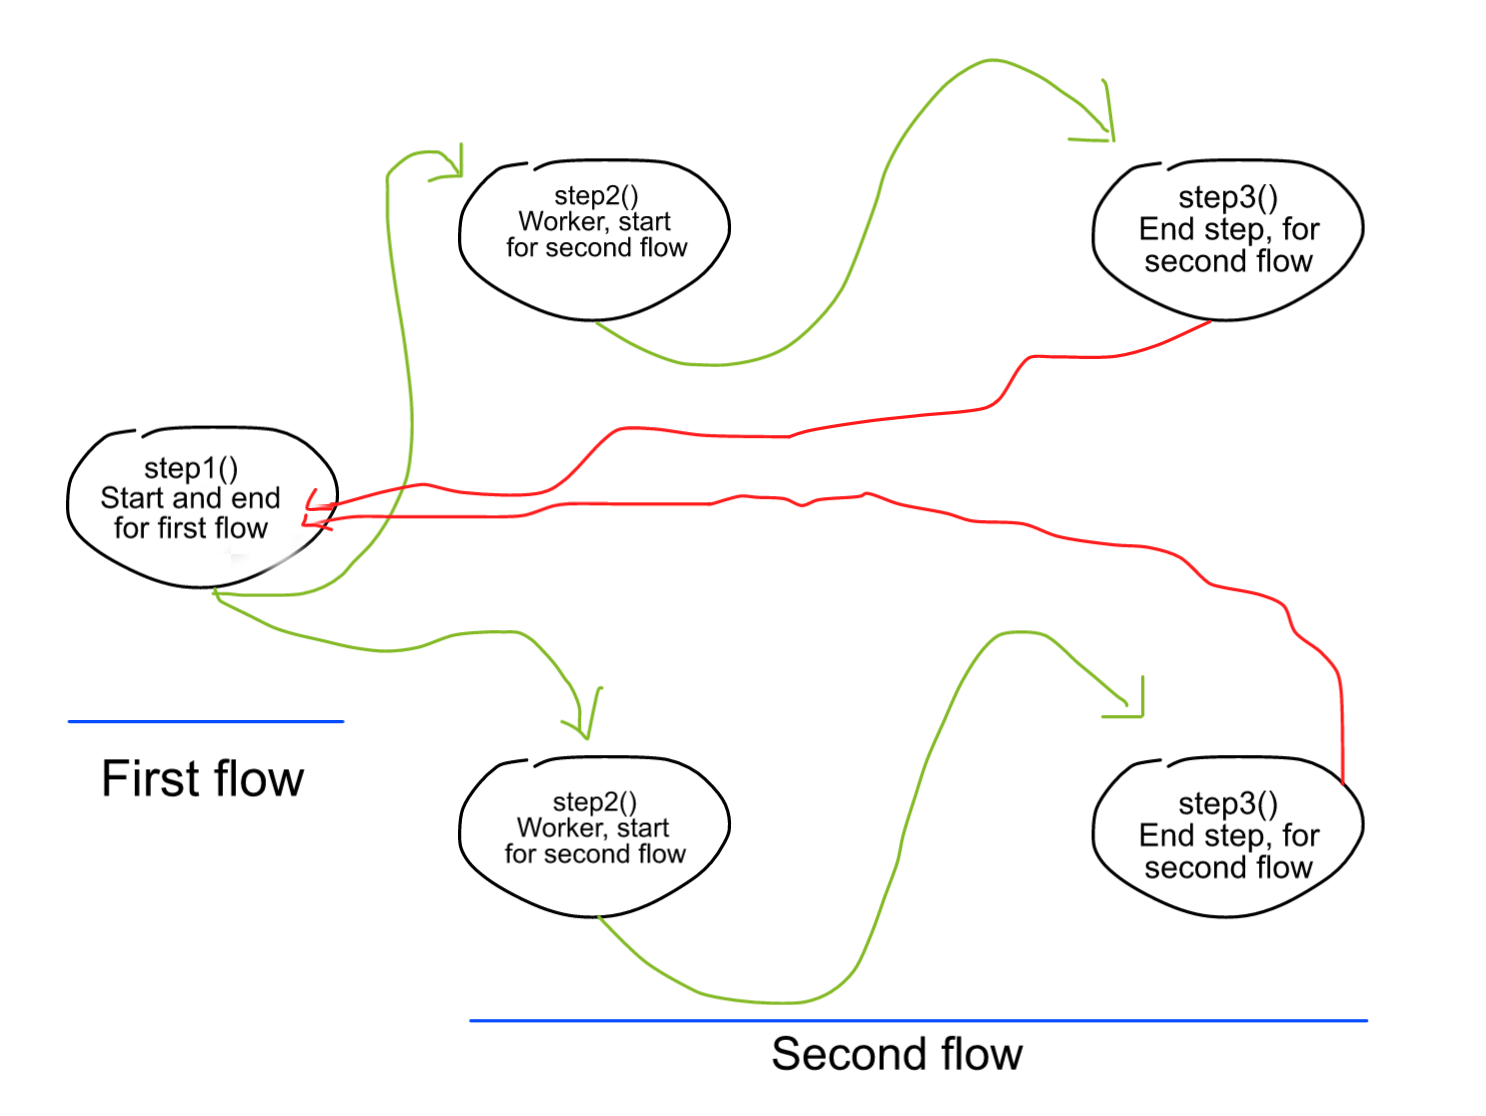 step2()
Worker, start
for second flow
step3()
End step, for
second flow
step1()
Start and end
for first flow
First flow
step2()
Worker, start
for second flow
step3()
End step, for
second flow
Second flow